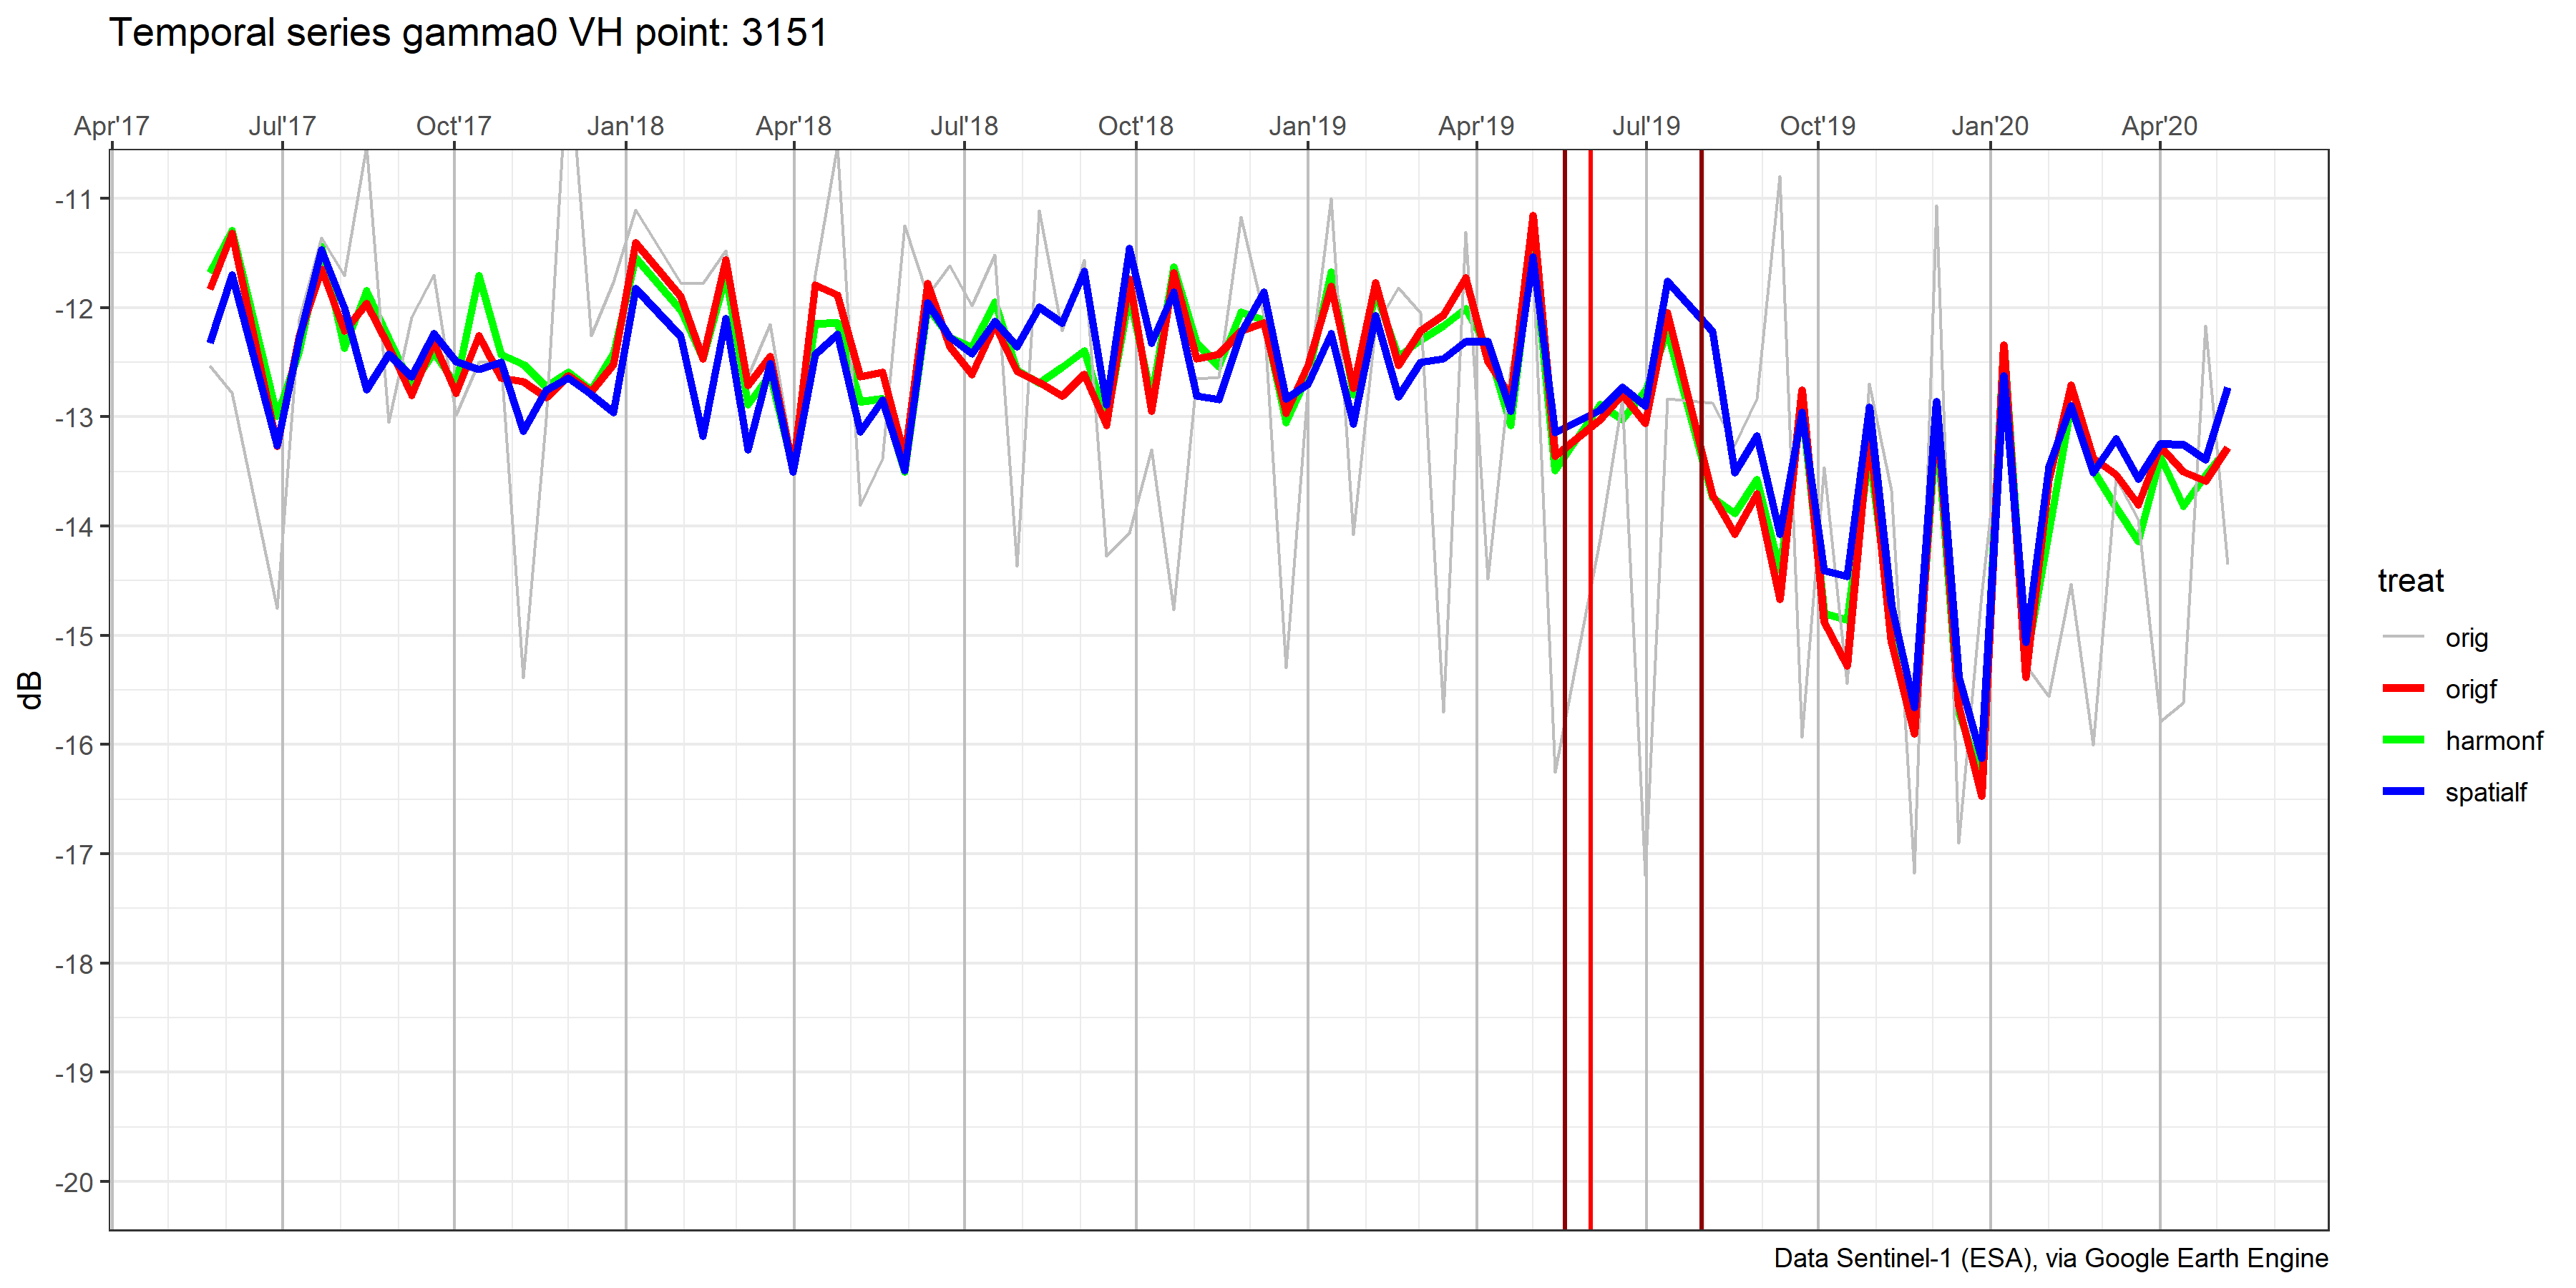 Temporal series gamma0 VH point: 3151
Apr'17 Jul'17 Oct'17 Jan'18 Apr'18 Jul'18 Oct'18 Jan'19 Apr'19 Jul'19 Oct'19 Jan'20 Apr'20
-11
-12
-13
-14
-15
-16
-17
-18
-19
-20
dB
treat
orig
origf
harmonf
spatialf
Data Sentinel-1 (ESA), via Google Earth Engine